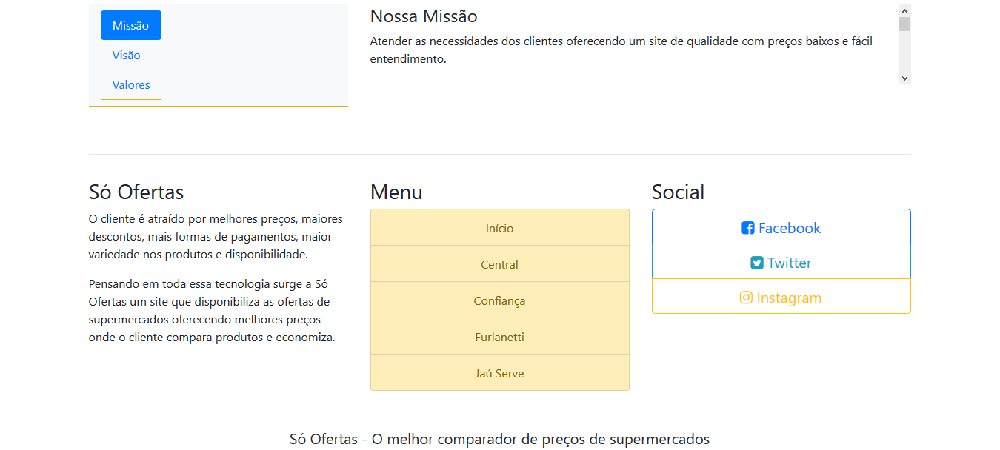 Missão
Visão
Valores
Nossa Missão
Atender as necessidades dos clientes oferecendo um site de qualidade com preços baixos e fácil
entendimento.
Só Ofertas
O cliente é atraído por melhores preços, maiores
descontos, mais formas de pagamentos, maior
variedade nos produtos e disponibilidade.
Pensando em toda essa tecnologia surge a Só
Ofertas um site que disponibiliza as ofertas de
supermercados oferecendo melhores preços
onde o cliente compara produtos e economiza.
Menu
Início
Central
Confiança
Furlanetti
Jaú Serve
Social
Facebook
Twitter
Instagram
Só Ofertas - O melhor comparador de preços de supermercados